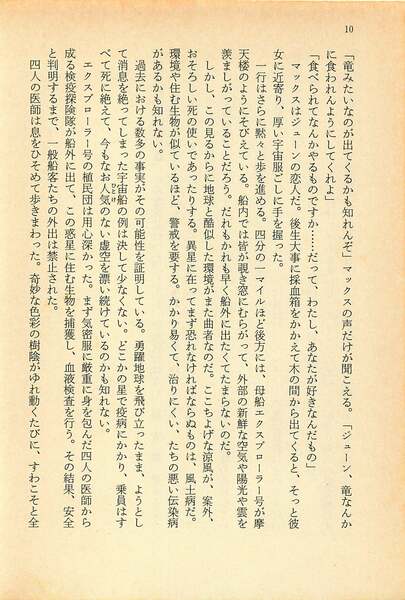 10
「竜みたいなのが出てくるかも知れんぞ」マックスの声だけが聞こえる。「ジューン、竜なんか
に食われんようにしてくれよ」
「食べられてなんかやるものですか……だって、わたし、あなたが好きなんだもの」
マックスはジューンの恋人だ。後生大事に採血箱をかかえて木の間から出てくると、そっと彼
女に近寄り、厚い宇宙服ごしに手を握った。
一行はさらに黙々と歩を進める。四分の一マイルほど後方には、母船エクスプローラー号が摩
天楼のようにそびえている。船内では皆が覗き窓にむらがって、外部の新鮮な空気や陽光や雲を
羨ましがっていることだろう。だれもかれも早く船外に出たくてたまらないのだ。
しかし、この見るからに地球と酷似した環境がまた曲者なのだ。ここちよげな涼風が、案外、
おそろしい死の使いであったりする。異星に在ってまず恐れなければならぬものは、風土病だ。
環境や住む生物が似ているほど、警戒を要する。かかり易くて、治りにくい、たちの悪い伝染病
があるかも知れない。
過去における数多の事実がその可能性を証明している。勇躍地球を飛び立ったまま、ようとし
て消息を絶ってしまった宇宙船の例は決して少なくない。どこかの星で疫病にかかり、乗員はす
べて死に絶えて、今もなお人気のない虚空を漂い続けているのかも知れない。
エクスプローラー号の植民団は用心深かった。まず気密服に厳重に身を包んだ四人の医師から
成る検疫探険隊が船外に出て、この惑星に住む生物を捕獲し、血液検査を行う。その結果、安全
と判明するまで、一般船客たちの外出は禁止された。
四人の医師は息をひそめて歩きまわった。奇妙な色彩の樹陰がゆれ動くたびに、すわこそと全